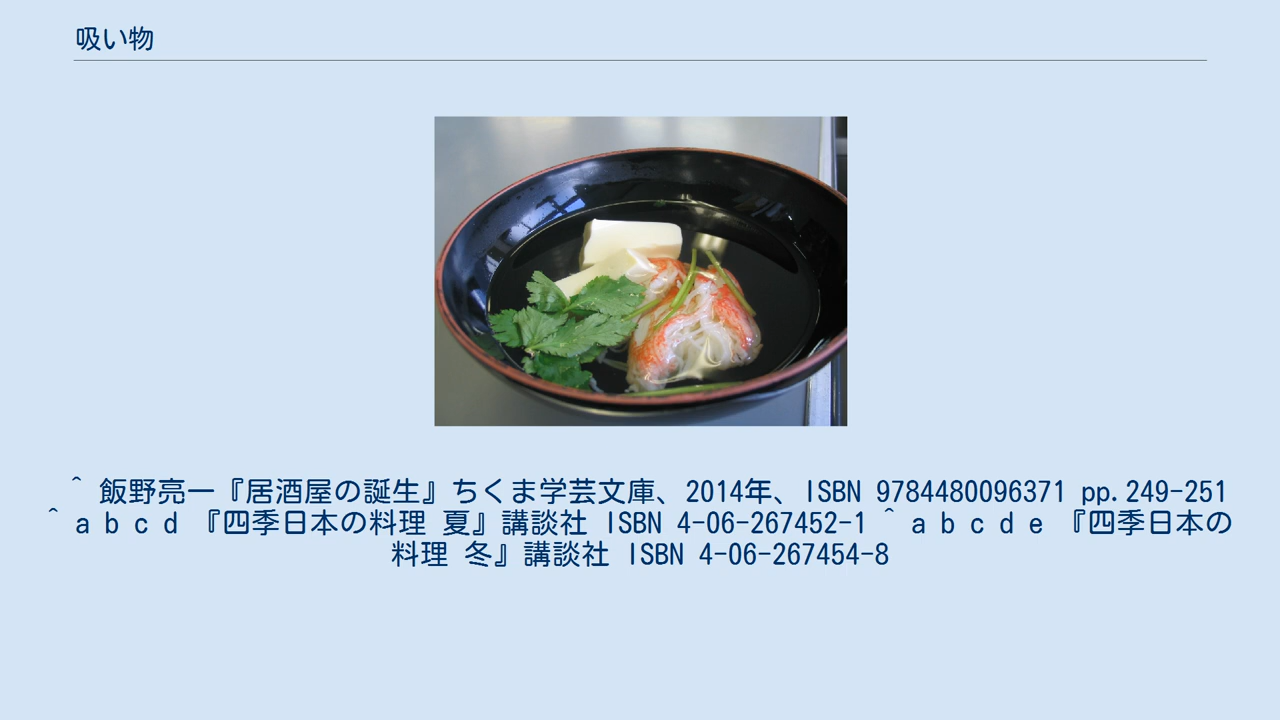 吸い物
^ 飯野亮一『居酒屋の誕生』ちくま学芸文庫、2014年、ISBN 9784480096371 pp.249-251
^ a b c d 『四季日本の料理 夏』講談社 ISBN 4-06-267452-1 ^ a b c d e 『四季日本の
料理 冬』講談社 ISBN 4-06-267454-8